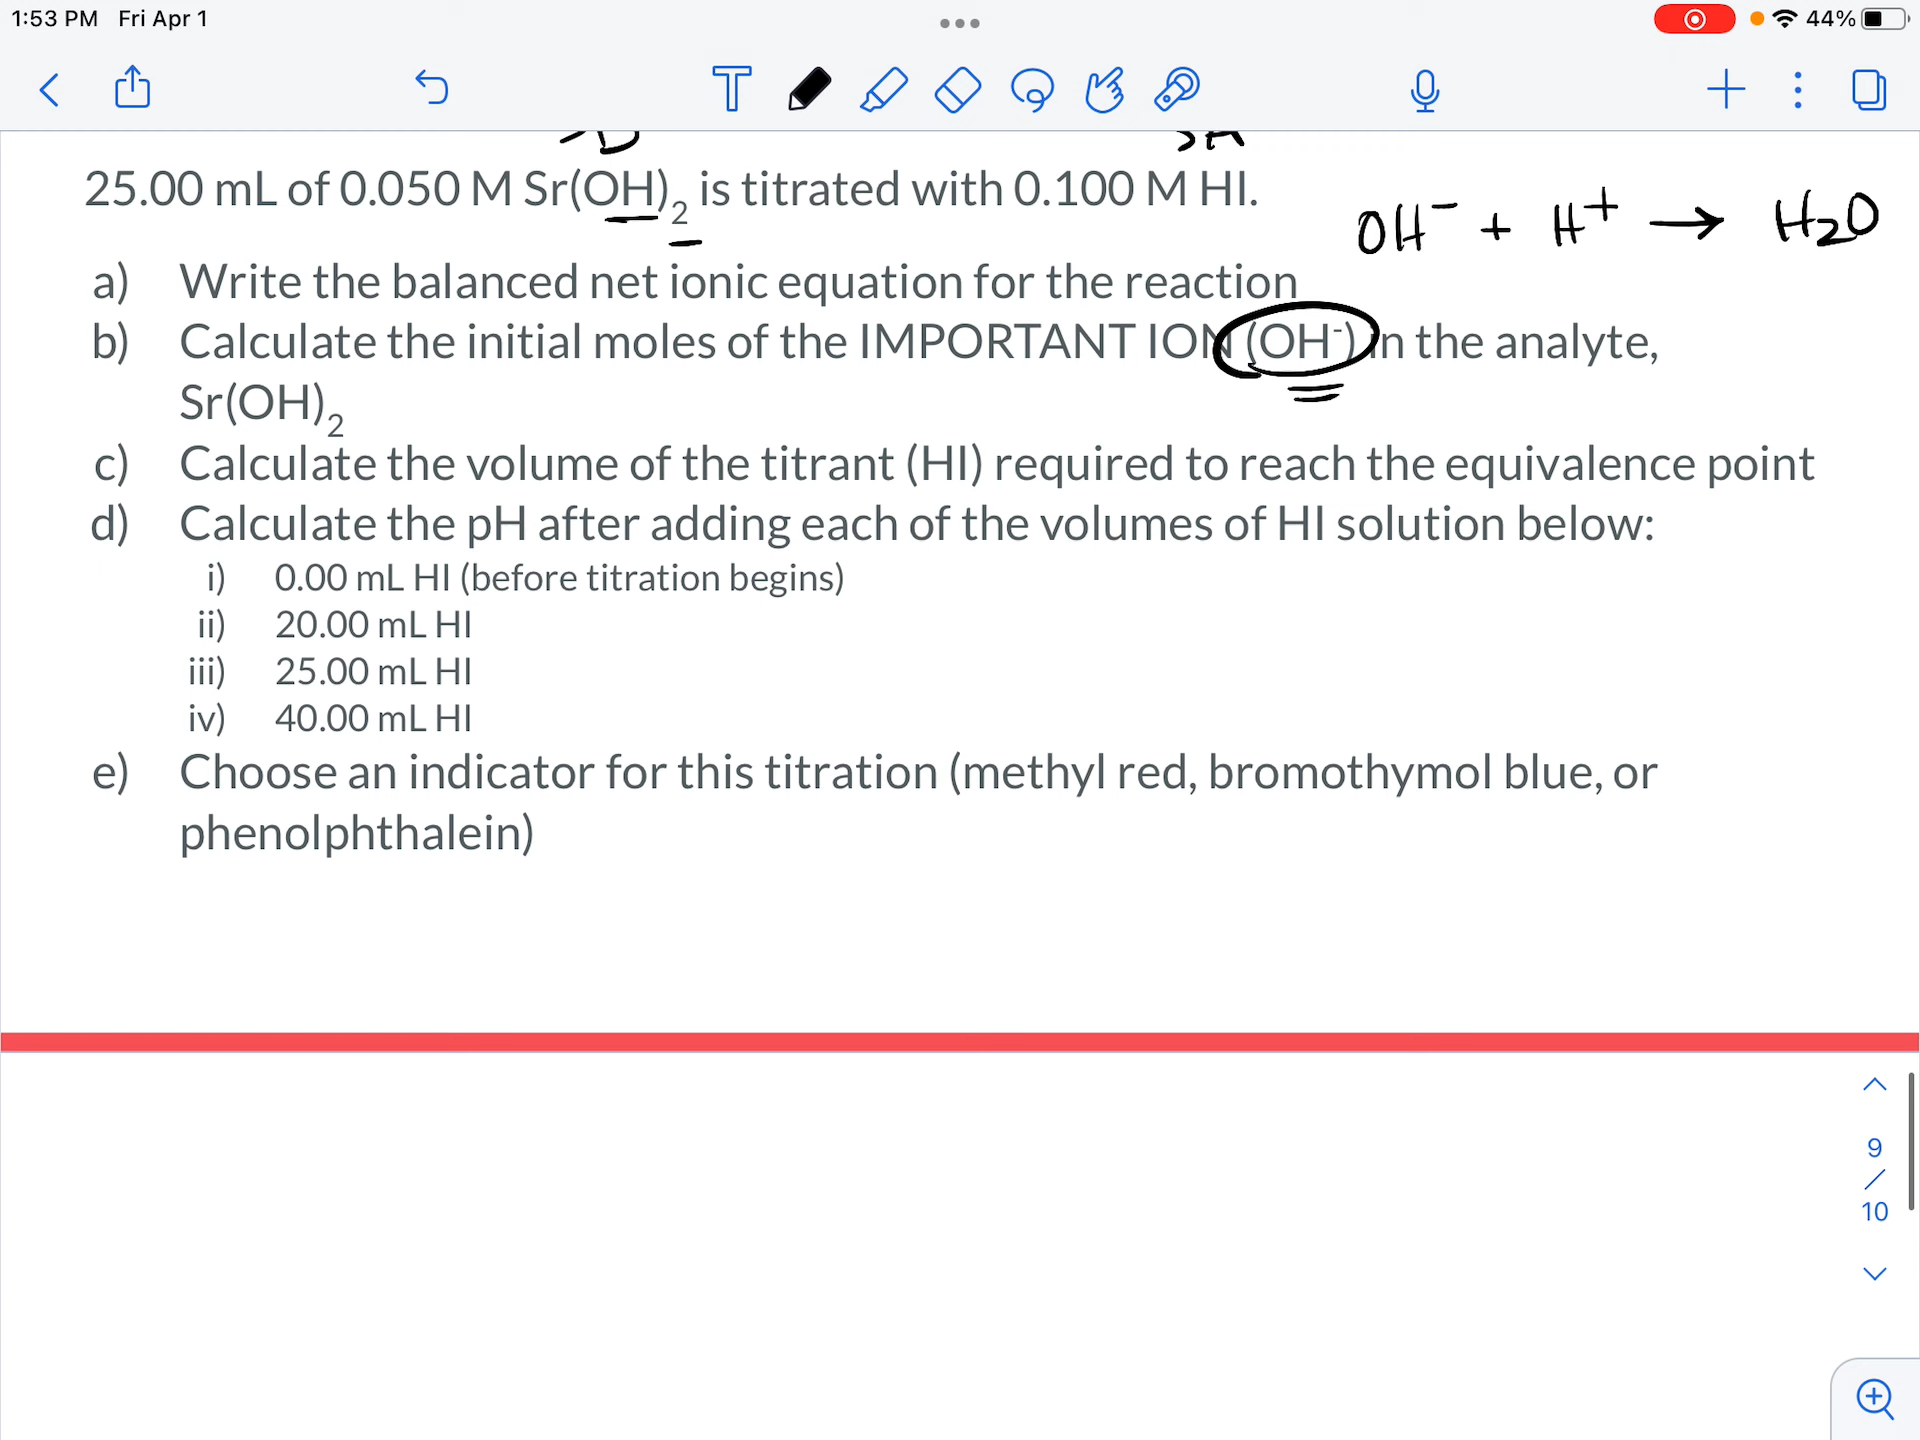 1:53 PM Fri Apr 1
44%
25.00 mL of 0.050 M Sr(OH)₂ is titrated with 0.100 M HI.
OH⁻ + H⁺ → H₂O
a) Write the balanced net ionic equation for the reaction
b) Calculate the initial moles of the IMPORTANT ION (OH⁻) in the analyte,
Sr(OH)₂
c) Calculate the volume of the titrant (HI) required to reach the equivalence point
d) Calculate the pH after adding each of the volumes of HI solution below:
i) 0.00 mL HI (before titration begins)
ii) 20.00 mL HI
iii) 25.00 mL HI
iv) 40.00 mL HI
e) Choose an indicator for this titration (methyl red, bromothymol blue, or
phenolphthalein)
9
/
10